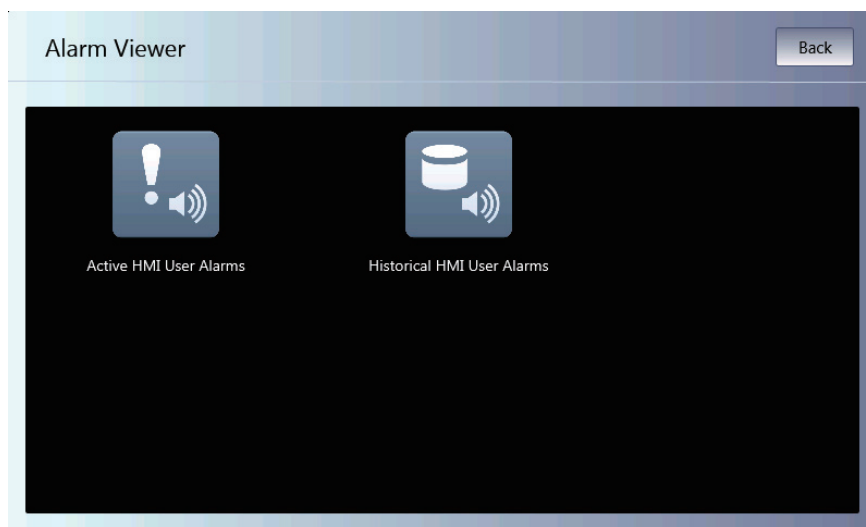 Alarm Viewer
Back
Active HMI User Alarms
Historical HMI User Alarms